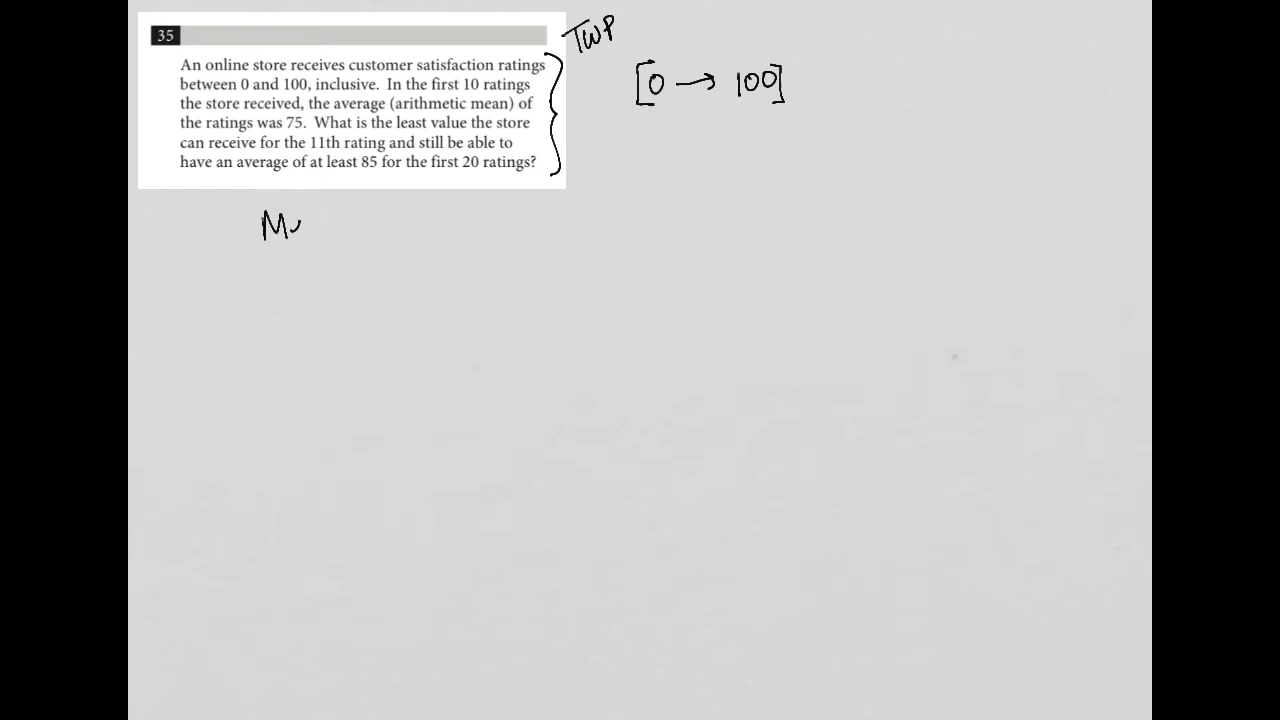 35
TWP
An online store receives customer satisfaction ratings
between 0 and 100, inclusive. In the first 10 ratings
the store received, the average (arithmetic mean) of
the ratings was 75. What is the least value the store
can receive for the 11th rating and still be able to
have an average of at least 85 for the first 20 ratings?
[0 → 100]